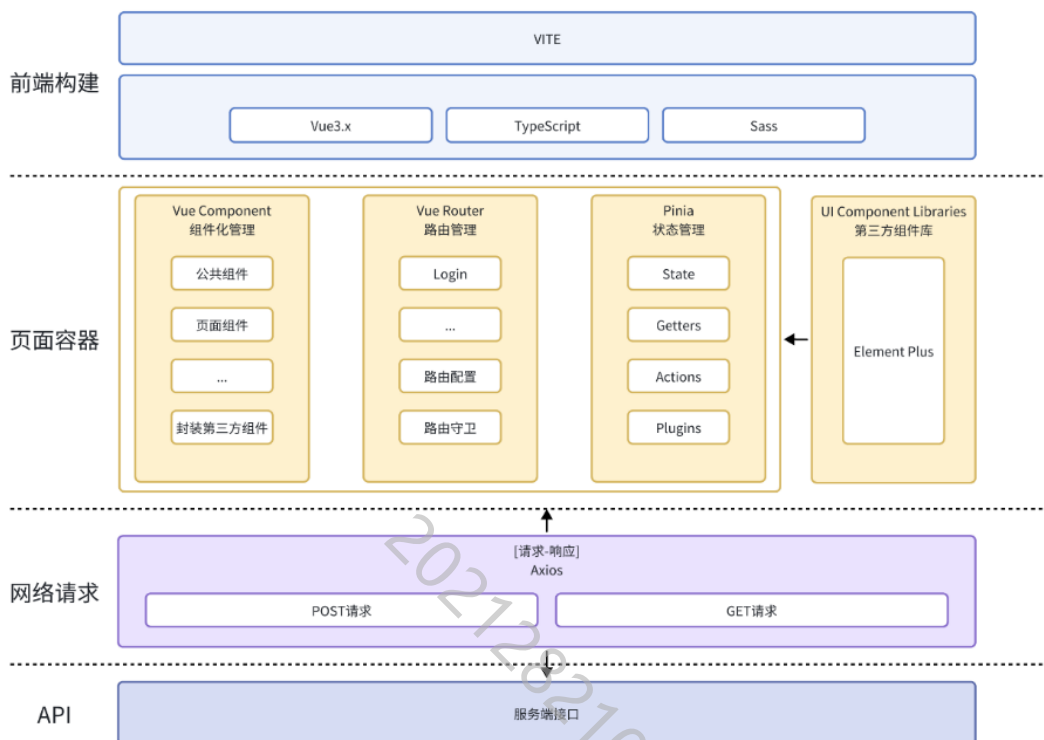 VITE
前端构建
Vue3.x
TypeScript
Sass
页面容器
Vue Component
组件化管理
公共组件
页面组件
...
封装第三方组件
Vue Router
路由管理
Login
...
路由配置
路由守卫
Pinia
状态管理
State
Getters
Actions
Plugins
UI Component Libraries
第三方组件库
Element Plus
网络请求
[请求-响应]
Axios
POST请求
GET请求
API
服务端接口